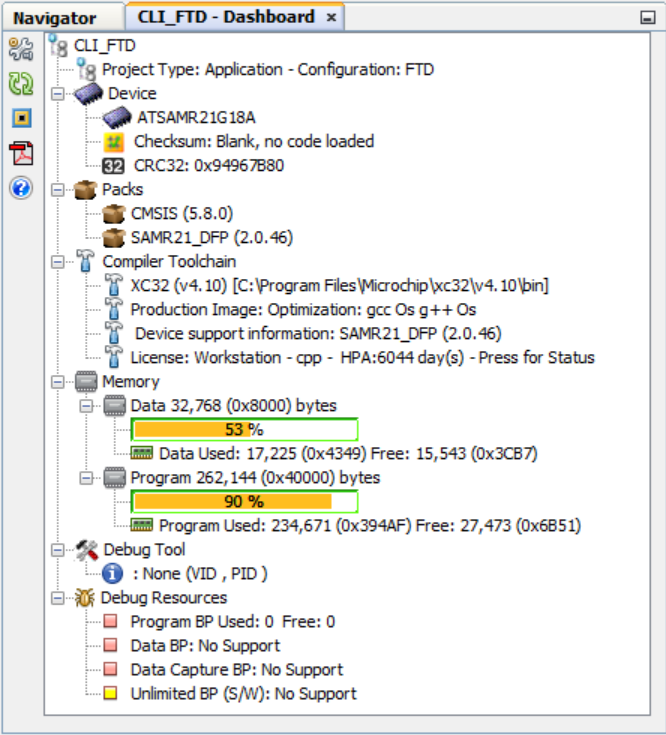 Navigator
CLI_FTD - Dashboard ×
CLI_FTD
Project Type: Application - Configuration: FTD
Device
ATSAMR21G18A
Checksum: Blank, no code loaded
32 CRC32: 0x94967B80
Packs
CMSIS (5.8.0)
SAMR21_DFP (2.0.46)
Compiler Toolchain
XC32 (v4.10) [C:\Program Files\Microchip\xc32\v4.10\bin]
Production Image: Optimization: gcc Os g++ Os
Device support information: SAMR21_DFP (2.0.46)
License: Workstation - cpp - HPA:6044 day(s) - Press for Status
Memory
Data 32,768 (0x8000) bytes
53 %
Data Used: 17,225 (0x4349) Free: 15,543 (0x3CB7)
Program 262,144 (0x40000) bytes
90 %
Program Used: 234,671 (0x394AF) Free: 27,473 (0x6B51)
Debug Tool
: None (VID , PID )
Debug Resources
Program BP Used: 0 Free: 0
Data BP: No Support
Data Capture BP: No Support
Unlimited BP (S/W): No Support